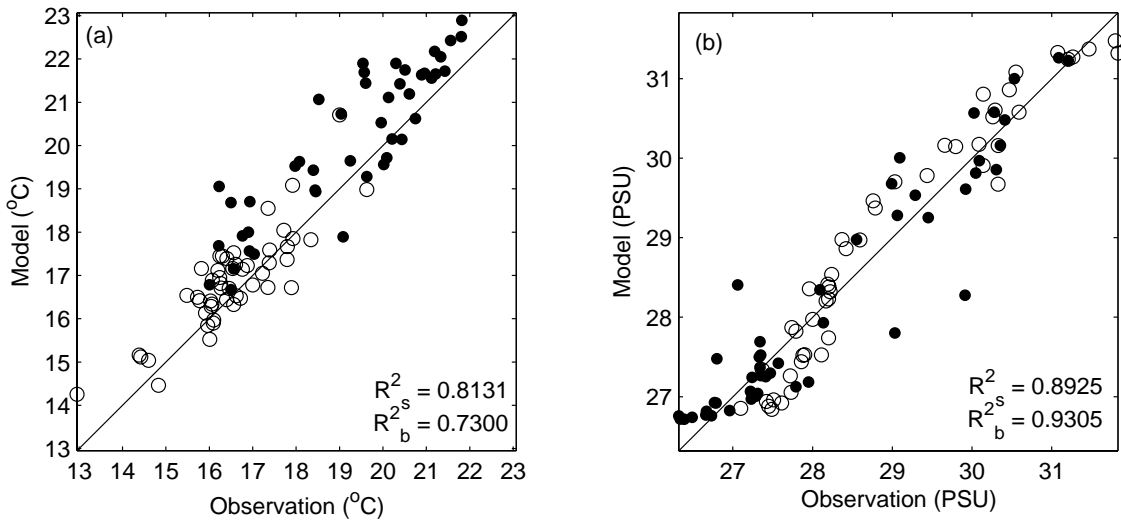 (a)
23
22
21
20
19
18
17
16
15
14
13
Model (°C)
13 14 15 16 17 18 19 20 21 22 23
Observation (°C)
R²s = 0.8131
R²b = 0.7300
(b)
31
30
29
28
27
Model (PSU)
27 28 29 30 31
Observation (PSU)
R²s = 0.8925
R²b = 0.9305